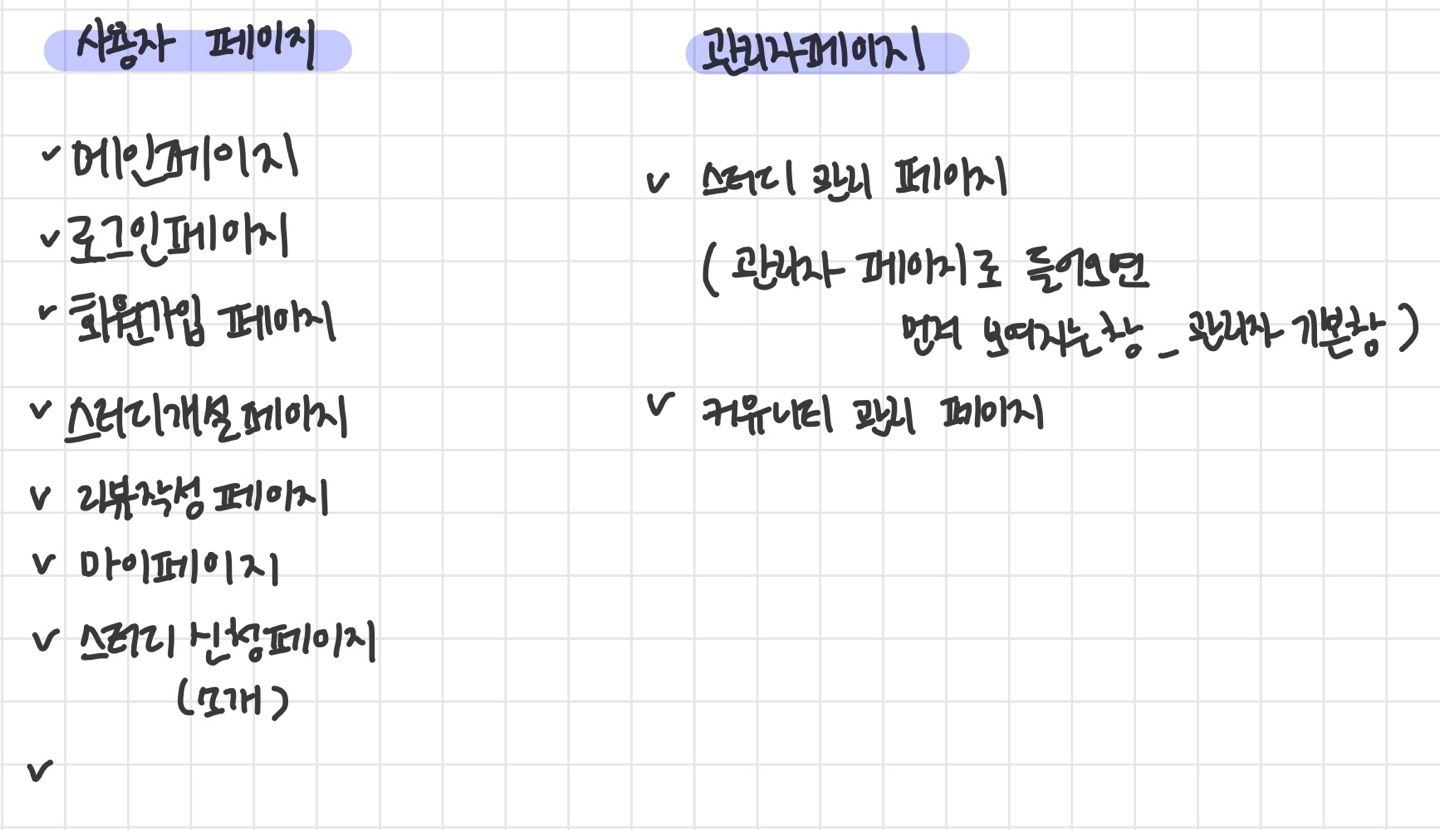 사용자 페이지
✓ 메인페이지
✓ 로그인페이지
✓ 회원가입 페이지
✓ 스터디개설페이지
✓ 리뷰작성 페이지
✓ 마이페이지
✓ 스터디 신청페이지
(소개)
✓
관리자페이지
✓ 스터디 관리 페이지
( 관리자 페이지로 들어오면
먼저 보여지는창 _ 관리자 기본창 )
✓ 커뮤니티 관리 페이지